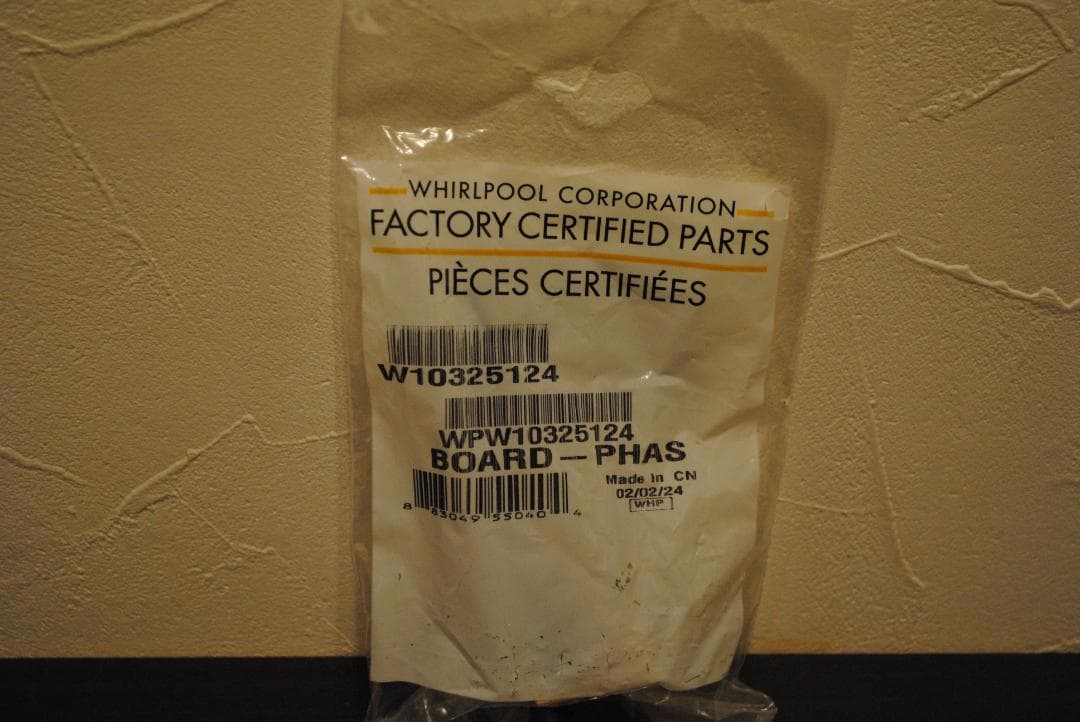 WHIRLPOOL CORPORATION
FACTORY CERTIFIED PARTS
PIÈCES CERTIFIÉES
W10325124
WPW10325124
BOARD-PHAS
Made In CN
02/02/24
WHP
8 83049 55040 4